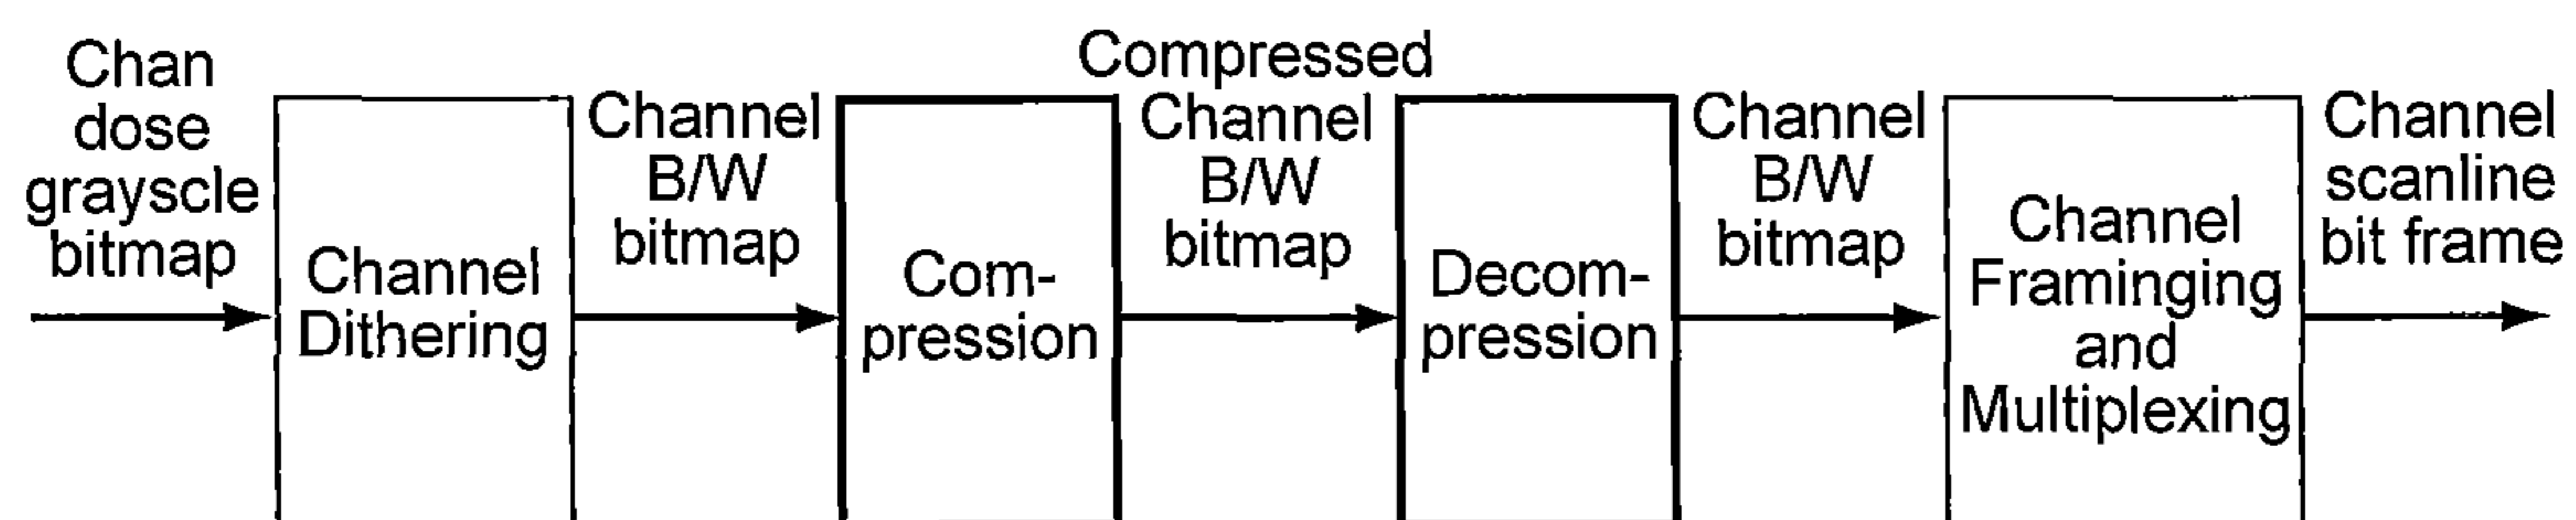 Chan
dose
grayscle
bitmap
Channel
Dithering
Channel
B/W
bitmap
Com-
pression
Compressed
Channel
B/W
bitmap
Decom-
pression
Channel
B/W
bitmap
Channel
Framinging
and
Multiplexing
Channel
scanline
bit frame